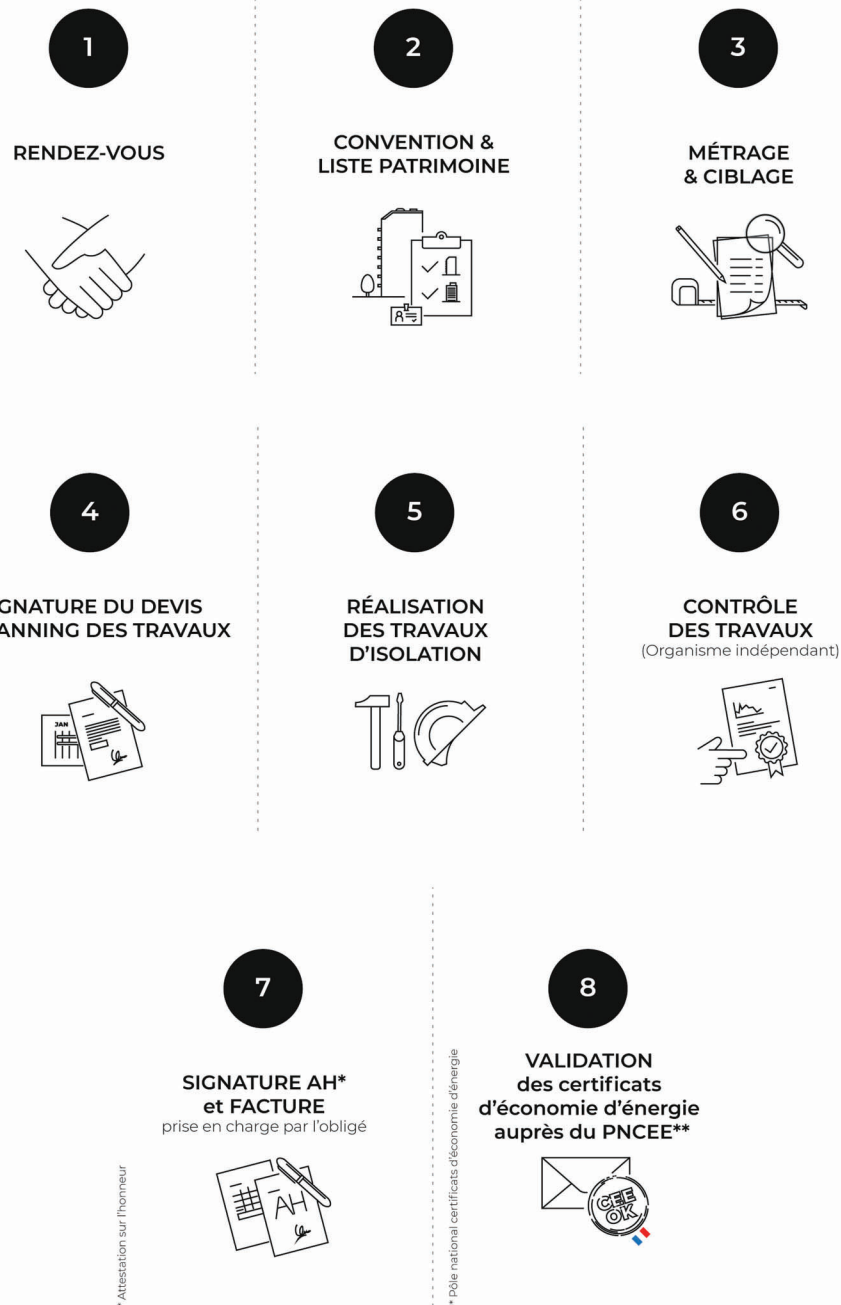 1
RENDEZ-VOUS
2
CONVENTION &
LISTE PATRIMOINE
3
MÉTRAGE
& CIBLAGE
4
GNATURE DU DEVIS
ANNING DES TRAVAUX
JAN
5
RÉALISATION
DES TRAVAUX
D'ISOLATION
6
CONTRÔLE
DES TRAVAUX
(Organisme indépendant)
7
SIGNATURE AH*
et FACTURE
prise en charge par l'obligé
AH
* Attestation sur l'honneur
8
VALIDATION
des certificats
d'économie d'énergie
auprès du PNCEE**
CEE
OK
* Pôle national certificats d'économie d'énergie